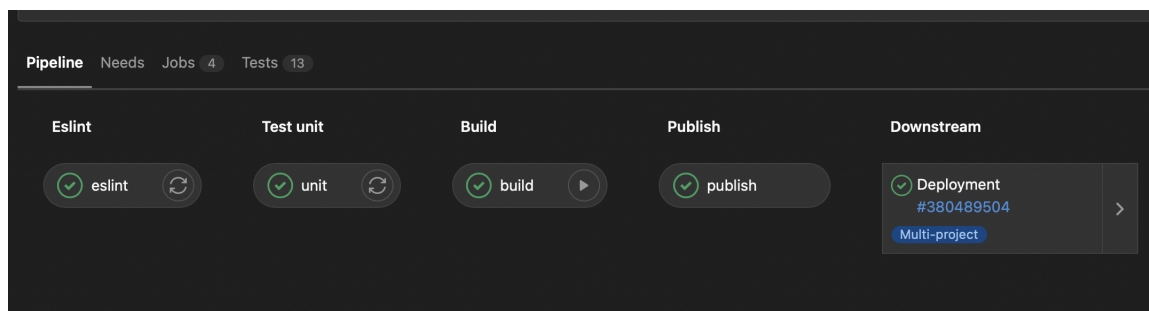 Pipeline Needs Jobs 4 Tests 13
Eslint Test unit Build Publish Downstream
eslint unit build publish Deployment
#380489504
Multi-project